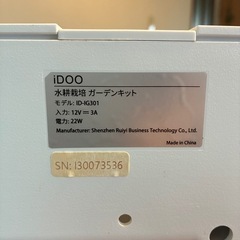 iDOO
水耕栽培 ガーデンキット
モデル: ID-IG301
入力: 12V⎓3A
電力: 22W
Manufacturer: Shenzhen Ruiyi Business Technology Co., Ltd.
Made in China
SN: I30073536